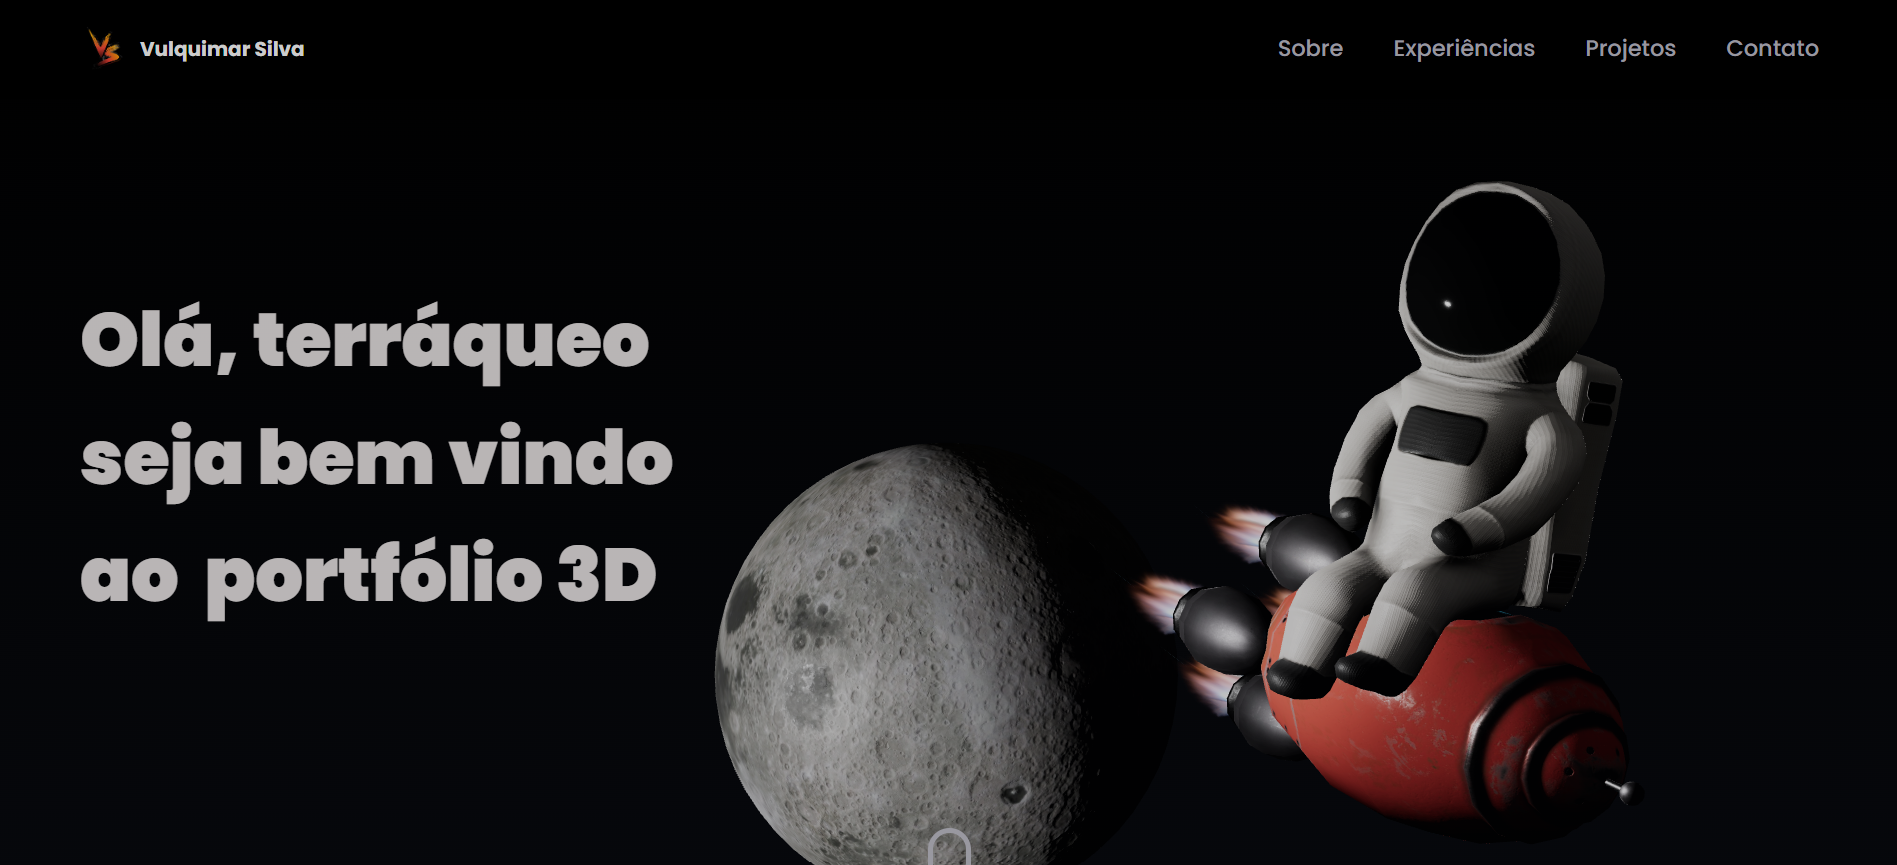 VS
Vulquimar Silva
Sobre
Experiências
Projetos
Contato
Olá, terráqueo
seja bem vindo
ao portfólio 3D